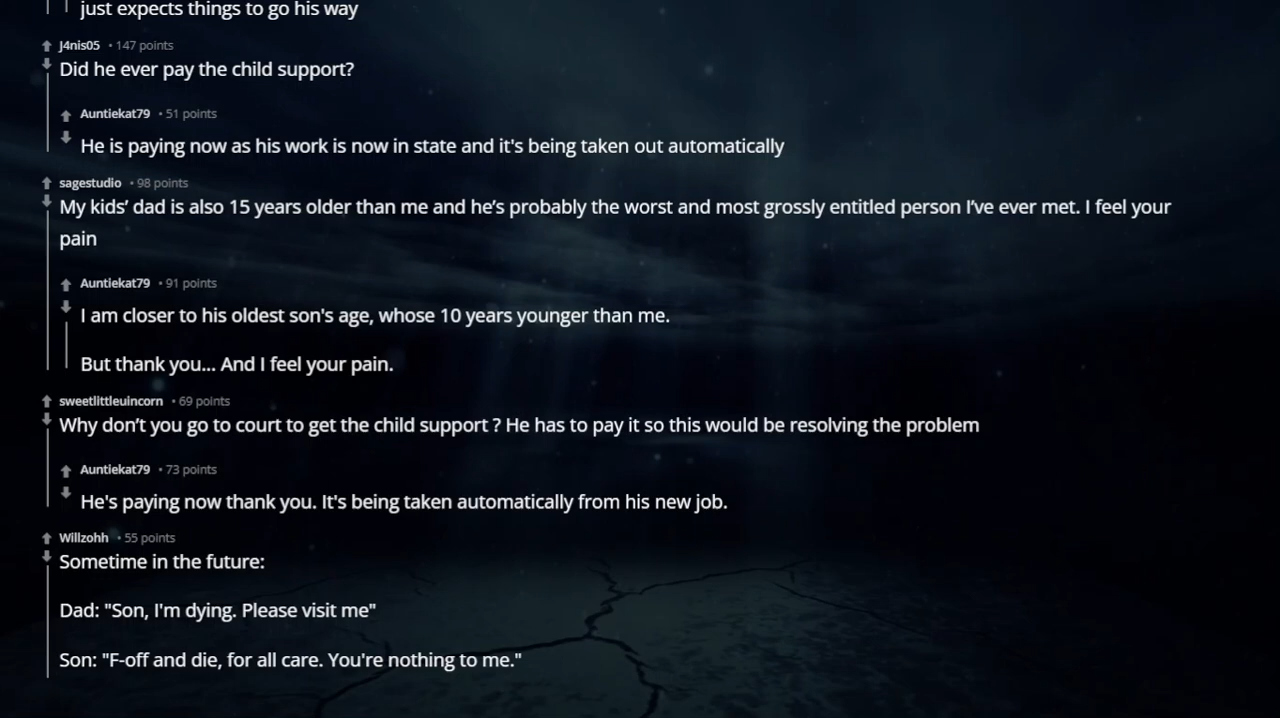 just expects things to go his way
J4nis05 • 147 points
Did he ever pay the child support?
Auntiekat79 • 51 points
He is paying now as his work is now in state and it's being taken out automatically
sagestudio • 98 points
My kids’ dad is also 15 years older than me and he’s probably the worst and most grossly entitled person I’ve ever met. I feel your
pain
Auntiekat79 • 91 points
I am closer to his oldest son's age, whose 10 years younger than me.
But thank you... And I feel your pain.
sweetlittleuincorn • 69 points
Why don’t you go to court to get the child support ? He has to pay it so this would be resolving the problem
Auntiekat79 • 73 points
He's paying now thank you. It's being taken automatically from his new job.
Willzohh • 55 points
Sometime in the future:
Dad: "Son, I'm dying. Please visit me"
Son: "F-off and die, for all care. You're nothing to me."